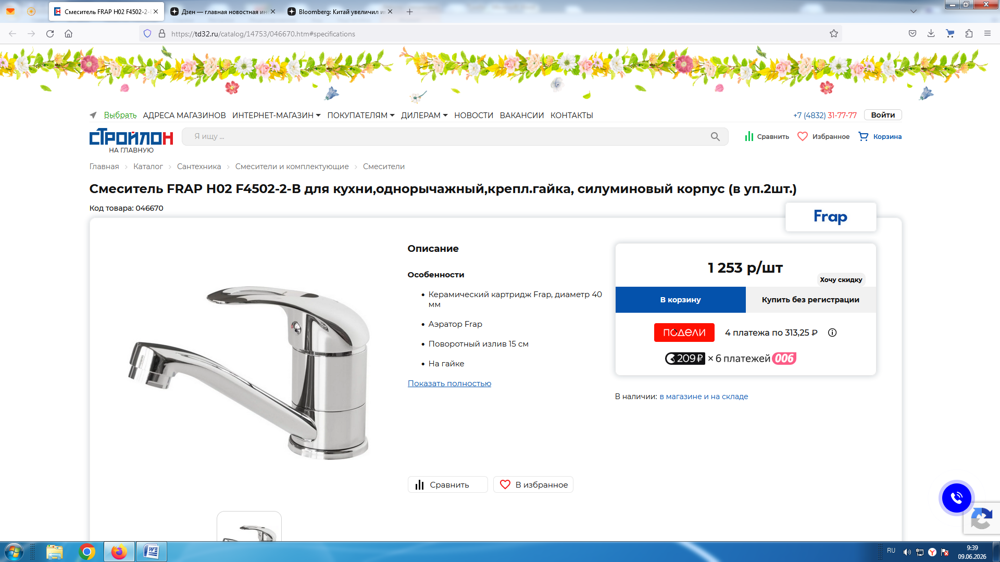 Смеситель FRAP H02 F4502-2-
Дзен — главная новостная ин
Bloomberg: Китай увеличил и
https://td32.ru/catalog/14753/046670.htm#specifications
Выбрать АДРЕСА МАГАЗИНОВ ИНТЕРНЕТ-МАГАЗИН ПОКУПАТЕЛЯМ ДИЛЕРАМ НОВОСТИ ВАКАНСИИ КОНТАКТЫ +7 (4832) 31-77-77 Войти
стройлон
НА ГЛАВНУЮ
Я ищу ...
Сравнить Избранное Корзина
Главная Каталог Сантехника Смесители и комплектующие Смесители
Смеситель FRAP H02 F4502-2-B для кухни,однорычажный,крепл.гайка, силуминовый корпус (в уп.2шт.)
Код товара: 046670
Frap
Описание
Особенности
• Керамический картридж Frap, диаметр 40
мм
• Аэратор Frap
• Поворотный излив 15 см
• На гайке
Показать полностью
1 253 р/шт
Хочу скидку
В корзину
Купить без регистрации
ПОДЕЛИ 4 платежа по 313,25 ₽
209 ₽ × 6 платежей 006
В наличии: в магазине и на складе
Сравнить
В избранное
RU
9:39
09.06.2026